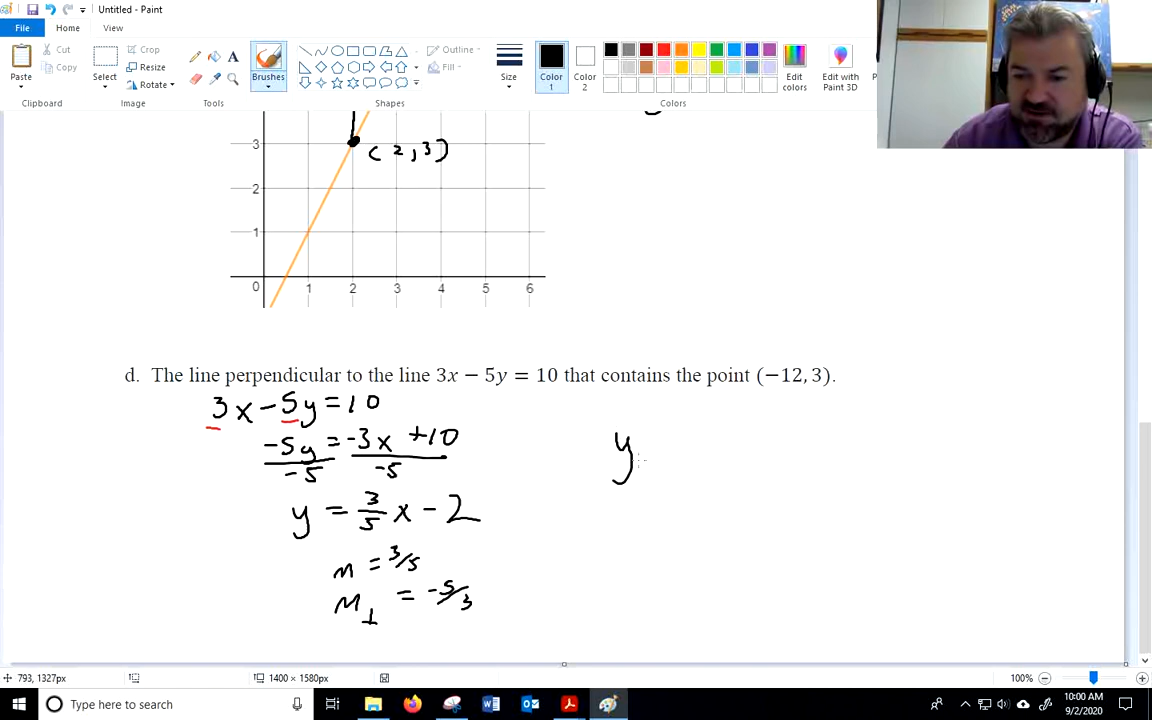 Untitled - Paint
File
Home
View
Paste
Cut
Copy
Clipboard
Select
Crop
Resize
Rotate
Image
Tools
Brushes
Shapes
Outline
Fill
Size
Color 1
Color 2
Edit colors
Colors
Edit with Paint 3D
3
(2,3)
2
1
0 1 2 3 4 5 6
d. The line perpendicular to the line 3x − 5y = 10 that contains the point (−12, 3).
3x-5y=10
-5y = -3x +10
-5 -5
y = 3/5 x - 2
y
m = 3/5
m⊥ = -5/3
793, 1327px
1400 × 1580px
100%
Type here to search
10:00 AM
9/2/2020